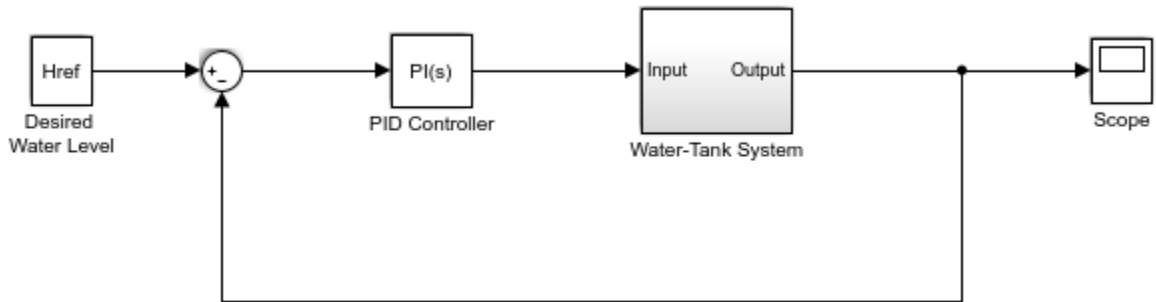 Href
Desired
Water Level
+
-
PI(s)
PID Controller
Input
Output
Water-Tank System
Scope